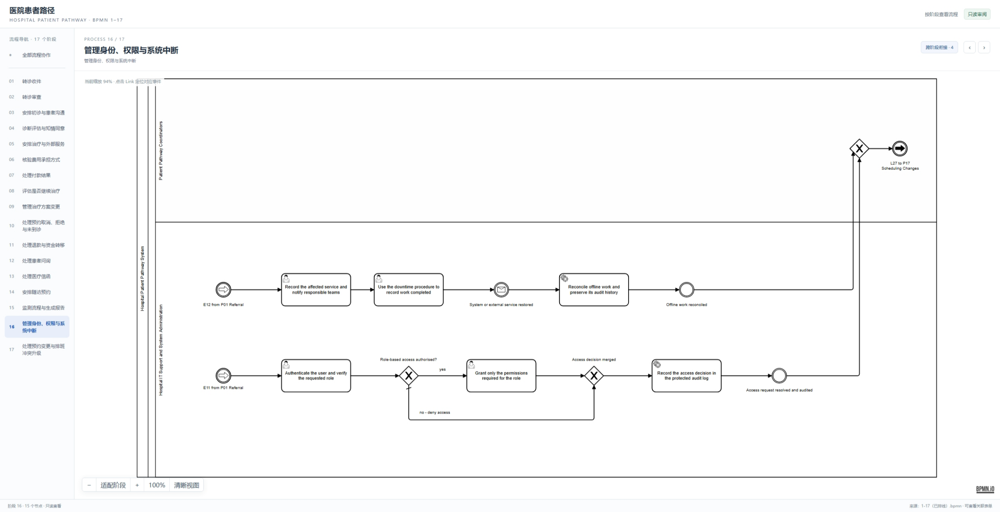 医院患者路径
HOSPITAL PATIENT PATHWAY · BPMN 1–17
按阶段查看流程
只读审阅
流程导航 · 17 个阶段
全部流程协作
01 转诊收件
02 转诊审查
03 安排初诊与患者沟通
04 诊断评估与知情同意
05 安排治疗与外部服务
06 核验费用承担方式
07 处理付款结果
08 评估是否继续治疗
09 管理治疗方案变更
10 处理预约取消、拒绝
与未到诊
11 处理退款与资金转移
12 处理患者问询
13 处理医疗信函
14 安排随访预约
15 监测流程与生成报告
16 管理身份、权限与系
统中断
17 处理预约变更与排班
冲突升级
PROCESS 16 / 17
管理身份、权限与系统中断
管理身份、权限与系统中断
跨阶段衔接 · 4
‹
›
当前缩放 94% · 点击 Link 定位对应事件
Hospital Patient Pathway System
Patient Pathway Coordinators
L27 to P17
Scheduling Changes
Hospital IT Support and System Administration
E12 from P01 Referral
Record the affected service and
notify responsible teams
Use the downtime procedure to
record work completed
System or external service restored
Reconcile offline work and
preserve its audit history
Offline work reconciled
E11 from P01 Referral
Authenticate the user and verify
the requested role
Role-based access authorised?
yes
no - deny access
Grant only the permissions
required for the role
Access decision merged
Record the access decision in
the protected audit log
Access request resolved and audited
−
适配阶段
+
100%
清晰视图
BPMN.iO
阶段 16 · 15 个节点 · 只读查看
来源：1-17（已排线）.bpmn · 可查看关联表单